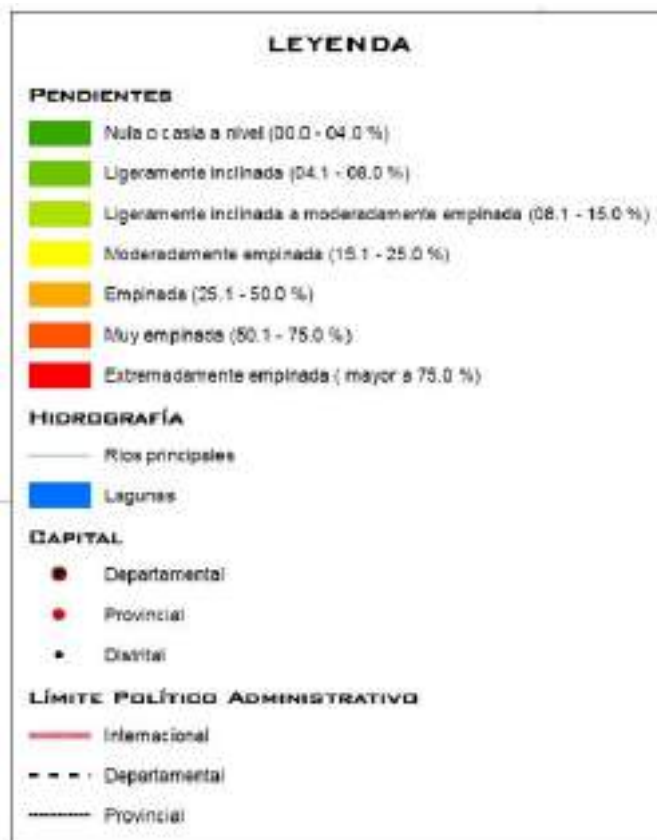 LEYENDA
PENDIENTES
Nula o casia a nivel (00.0 - 04.0 %)
Ligeramente inclinada (04.1 - 08.0 %)
Ligeramente inclinada a moderadamente empinada (08.1 - 15.0 %)
Moderadamente empinada (15.1 - 25.0 %)
Empinada (25.1 - 50.0 %)
Muy empinada (50.1 - 75.0 %)
Extremadamente empinada ( mayor a 75.0 %)
HIDROGRAFÍA
Rios principales
Lagunas
CAPITAL
Departamental
Provincial
Distrital
LÍMITE POLÍTICO ADMINISTRATIVO
Internacional
Departamental
Provincial